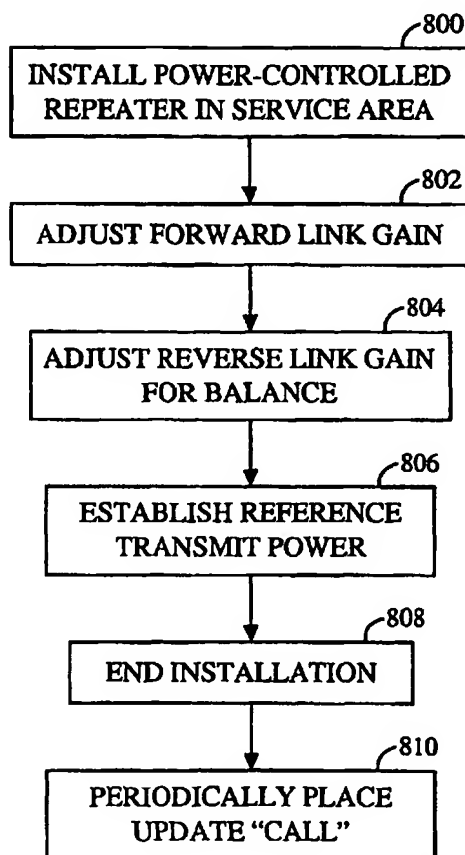 800
INSTALL POWER-CONTROLLED
REPEATER IN SERVICE AREA
802
ADJUST FORWARD LINK GAIN
804
ADJUST REVERSE LINK GAIN
FOR BALANCE
806
ESTABLISH REFERENCE
TRANSMIT POWER
808
END INSTALLATION
810
PERIODICALLY PLACE
UPDATE “CALL”